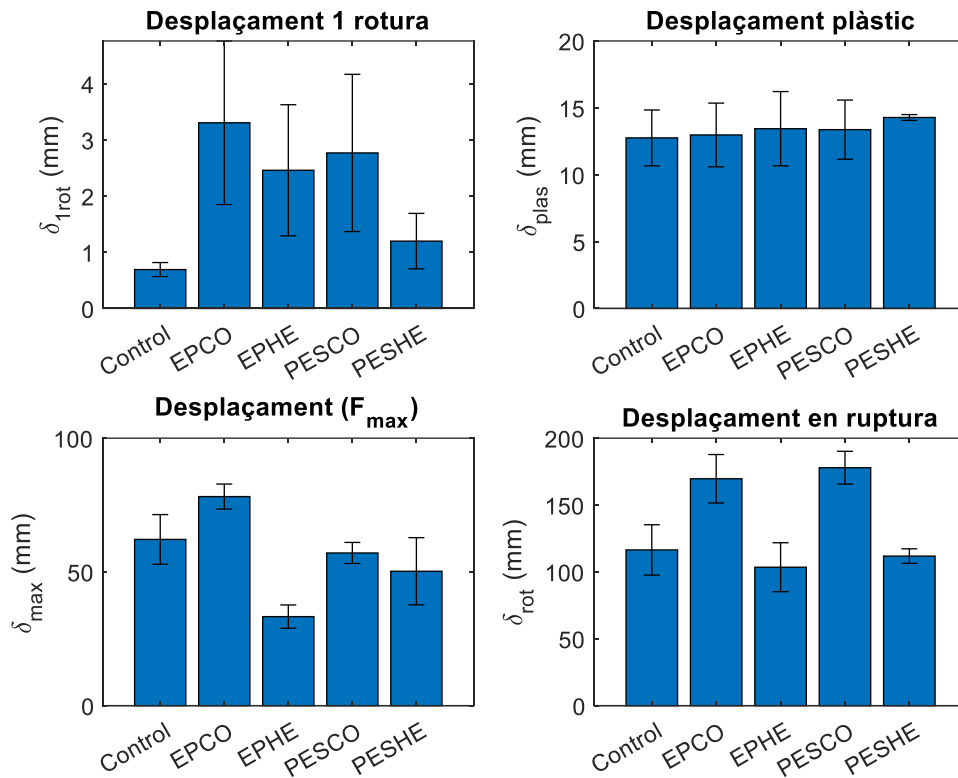 Desplaçament 1 rotura
δ1rot (mm)
4
3
2
1
0
Control
EPCO
EPHE
PESCO
PESHE
Desplaçament plàstic
δplas (mm)
20
15
10
5
0
Control
EPCO
EPHE
PESCO
PESHE
Desplaçament (Fmax)
δmax (mm)
100
50
0
Control
EPCO
EPHE
PESCO
PESHE
Desplaçament en ruptura
δrot (mm)
200
150
100
50
0
Control
EPCO
EPHE
PESCO
PESHE